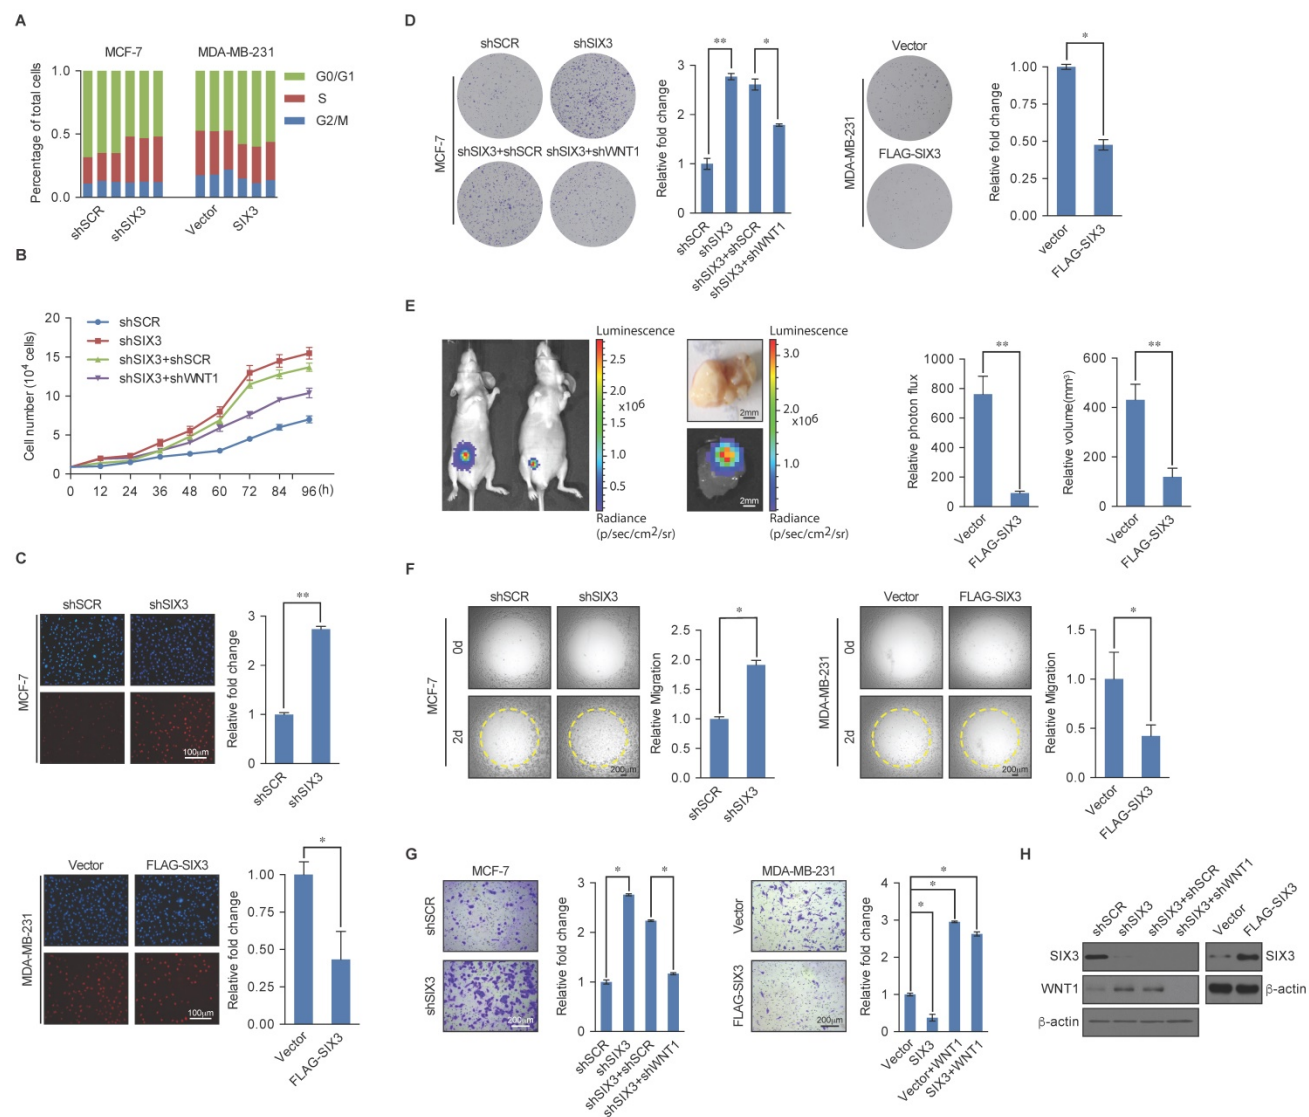 A
MCF-7 MDA-MB-231
Percentage of total cells
1.0
0.5
0.0
G0/G1
S
G2/M
shSCR shSIX3 Vector SIX3
B
Cell number (10⁴ cells)
20
15
10
5
0
shSCR
shSIX3
shSIX3+shSCR
shSIX3+shWNT1
0 12 24 36 48 60 72 84 96 (h)
C
shSCR shSIX3
MCF-7
100μm
Relative fold change
3
2
1
0
**
shSCR shSIX3
Vector FLAG-SIX3
MDA-MB-231
100μm
Relative fold change
1.00
0.75
0.50
0.25
0.00
*
Vector FLAG-SIX3
D
shSCR shSIX3
MCF-7
shSIX3+shSCR shSIX3+shWNT1
Relative fold change
3
2
1
0
** *
shSCR shSIX3 shSIX3+shSCR shSIX3+shWNT1
Vector
MDA-MB-231
FLAG-SIX3
Relative fold change
1.00
0.75
0.50
0.25
0.00
*
vector FLAG-SIX3
E
Luminescence
2.5
2.0
x10⁶
1.0
0.5
Radiance
(p/sec/cm²/sr)
2mm
2mm
Luminescence
3.0
2.0
x10⁶
1.0
Radiance
(p/sec/cm²/sr)
Relative photon flux
1000
800
600
400
200
0
**
Vector FLAG-SIX3
Relative volume(mm³)
600
400
200
0
**
Vector FLAG-SIX3
F
shSCR shSIX3
MCF-7
0d
2d
200μm
Relative Migration
2.5
2.0
1.5
1.0
0.5
0.0
*
shSCR shSIX3
Vector FLAG-SIX3
MDA-MB-231
0d
2d
200μm
Relative Migration
1.5
1.0
0.5
0.0
*
Vector FLAG-SIX3
G
MCF-7
shSCR
shSIX3
200μm
Relative fold change
3
2
1
0
* *
shSCR shSIX3 shSIX3+shSCR shSIX3+shWNT1
MDA-MB-231
Vector
FLAG-SIX3
200μm
Relative fold change
4
3
2
1
0
* * *
Vector SIX3 Vector+WNT1 SIX3+WNT1
H
shSCR shSIX3 shSIX3+shSCR shSIX3+shWNT1 Vector FLAG-SIX3
SIX3 SIX3
WNT1 β-actin
β-actin